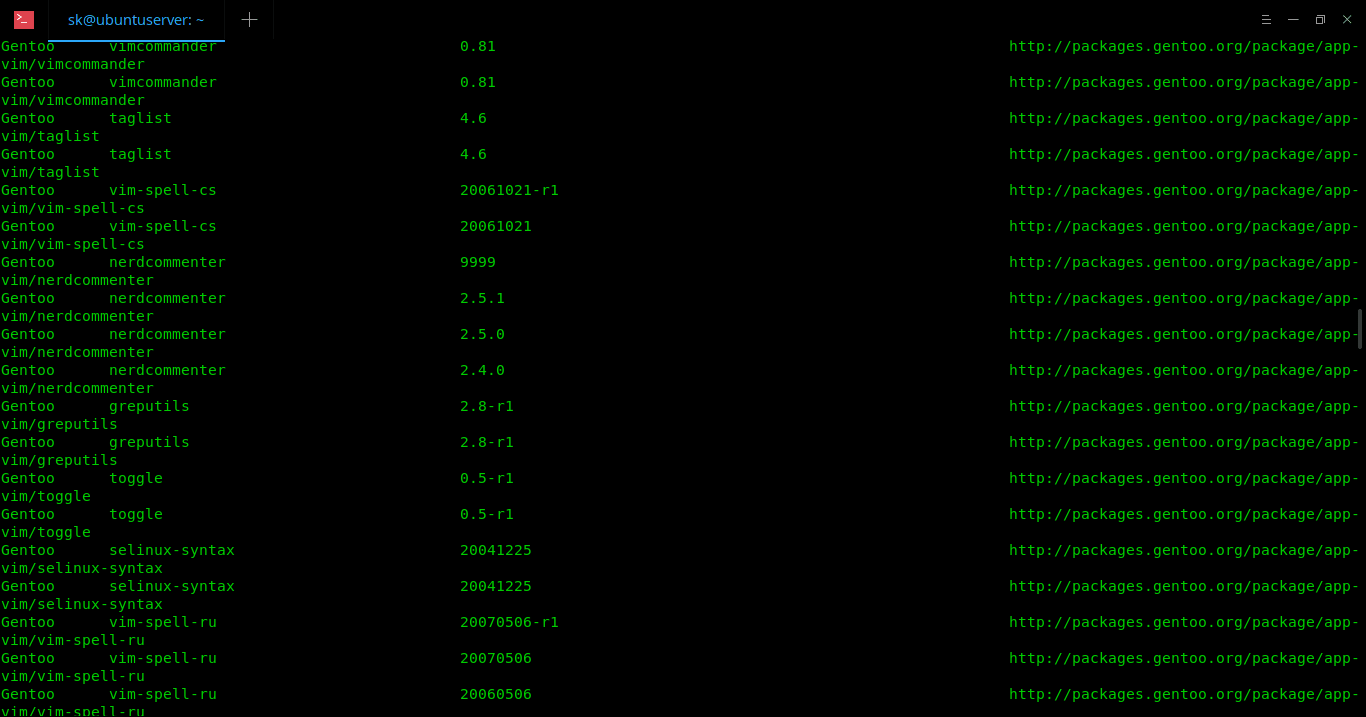 sk@ubuntuserver: ~
Gentoo      vimcommander                           0.81                                                         http://packages.gentoo.org/package/app-
vim/vimcommander
Gentoo      vimcommander                           0.81                                                         http://packages.gentoo.org/package/app-
vim/vimcommander
Gentoo      taglist                                4.6                                                          http://packages.gentoo.org/package/app-
vim/taglist
Gentoo      taglist                                4.6                                                          http://packages.gentoo.org/package/app-
vim/taglist
Gentoo      vim-spell-cs                           20061021-r1                                                  http://packages.gentoo.org/package/app-
vim/vim-spell-cs
Gentoo      vim-spell-cs                           20061021                                                     http://packages.gentoo.org/package/app-
vim/vim-spell-cs
Gentoo      nerdcommenter                          9999                                                         http://packages.gentoo.org/package/app-
vim/nerdcommenter
Gentoo      nerdcommenter                          2.5.1                                                        http://packages.gentoo.org/package/app-
vim/nerdcommenter
Gentoo      nerdcommenter                          2.5.0                                                        http://packages.gentoo.org/package/app-
vim/nerdcommenter
Gentoo      nerdcommenter                          2.4.0                                                        http://packages.gentoo.org/package/app-
vim/nerdcommenter
Gentoo      greputils                              2.8-r1                                                       http://packages.gentoo.org/package/app-
vim/greputils
Gentoo      greputils                              2.8-r1                                                       http://packages.gentoo.org/package/app-
vim/greputils
Gentoo      toggle                                 0.5-r1                                                       http://packages.gentoo.org/package/app-
vim/toggle
Gentoo      toggle                                 0.5-r1                                                       http://packages.gentoo.org/package/app-
vim/toggle
Gentoo      selinux-syntax                         20041225                                                     http://packages.gentoo.org/package/app-
vim/selinux-syntax
Gentoo      selinux-syntax                         20041225                                                     http://packages.gentoo.org/package/app-
vim/selinux-syntax
Gentoo      vim-spell-ru                           20070506-r1                                                  http://packages.gentoo.org/package/app-
vim/vim-spell-ru
Gentoo      vim-spell-ru                           20070506                                                     http://packages.gentoo.org/package/app-
vim/vim-spell-ru
Gentoo      vim-spell-ru                           20060506                                                     http://packages.gentoo.org/package/app-
vim/vim-spell-ru